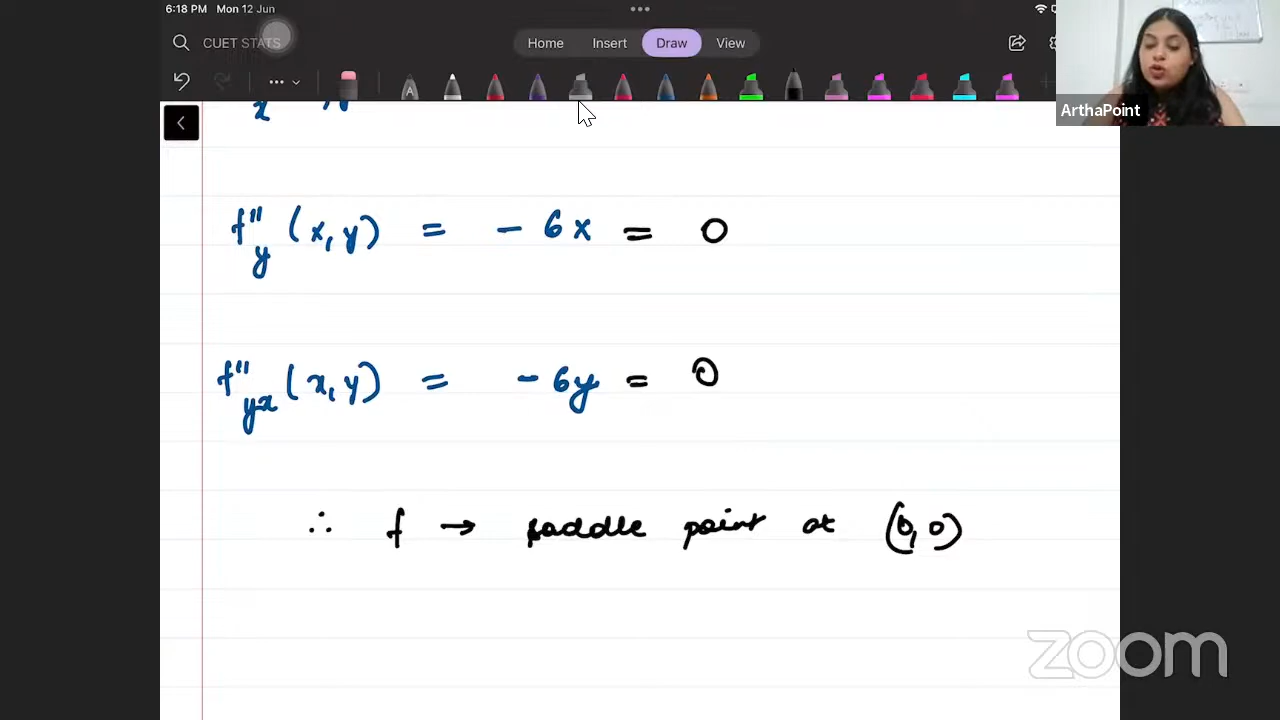 6:18 PM Mon 12 Jun
CUET STATS
Home Insert Draw View
A
ArthaPoint
f''y (x, y) = - 6x = 0
f''yx (x, y) = - 6y = 0
∴ f → saddle point at (0, 0)
zoom